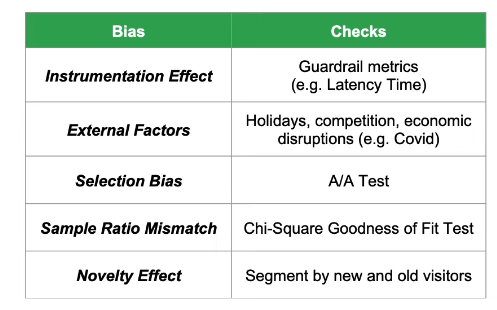 Bias
Checks
Instrumentation Effect
Guardrail metrics
(e.g. Latency Time)
External Factors
Holidays, competition, economic
disruptions (e.g. Covid)
Selection Bias
A/A Test
Sample Ratio Mismatch
Chi-Square Goodness of Fit Test
Novelty Effect
Segment by new and old visitors